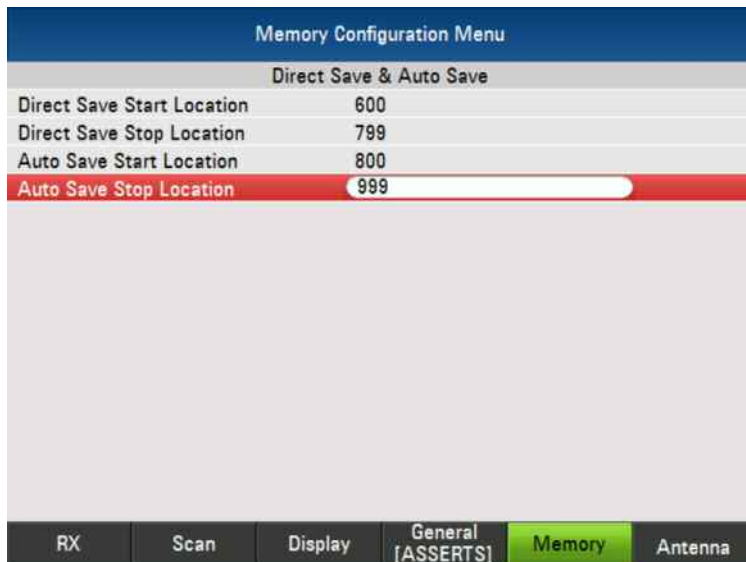 Memory Configuration Menu
Direct Save & Auto Save
Direct Save Start Location 600
Direct Save Stop Location 799
Auto Save Start Location 800
Auto Save Stop Location 999
RX Scan Display General [ASSERTS] Memory Antenna